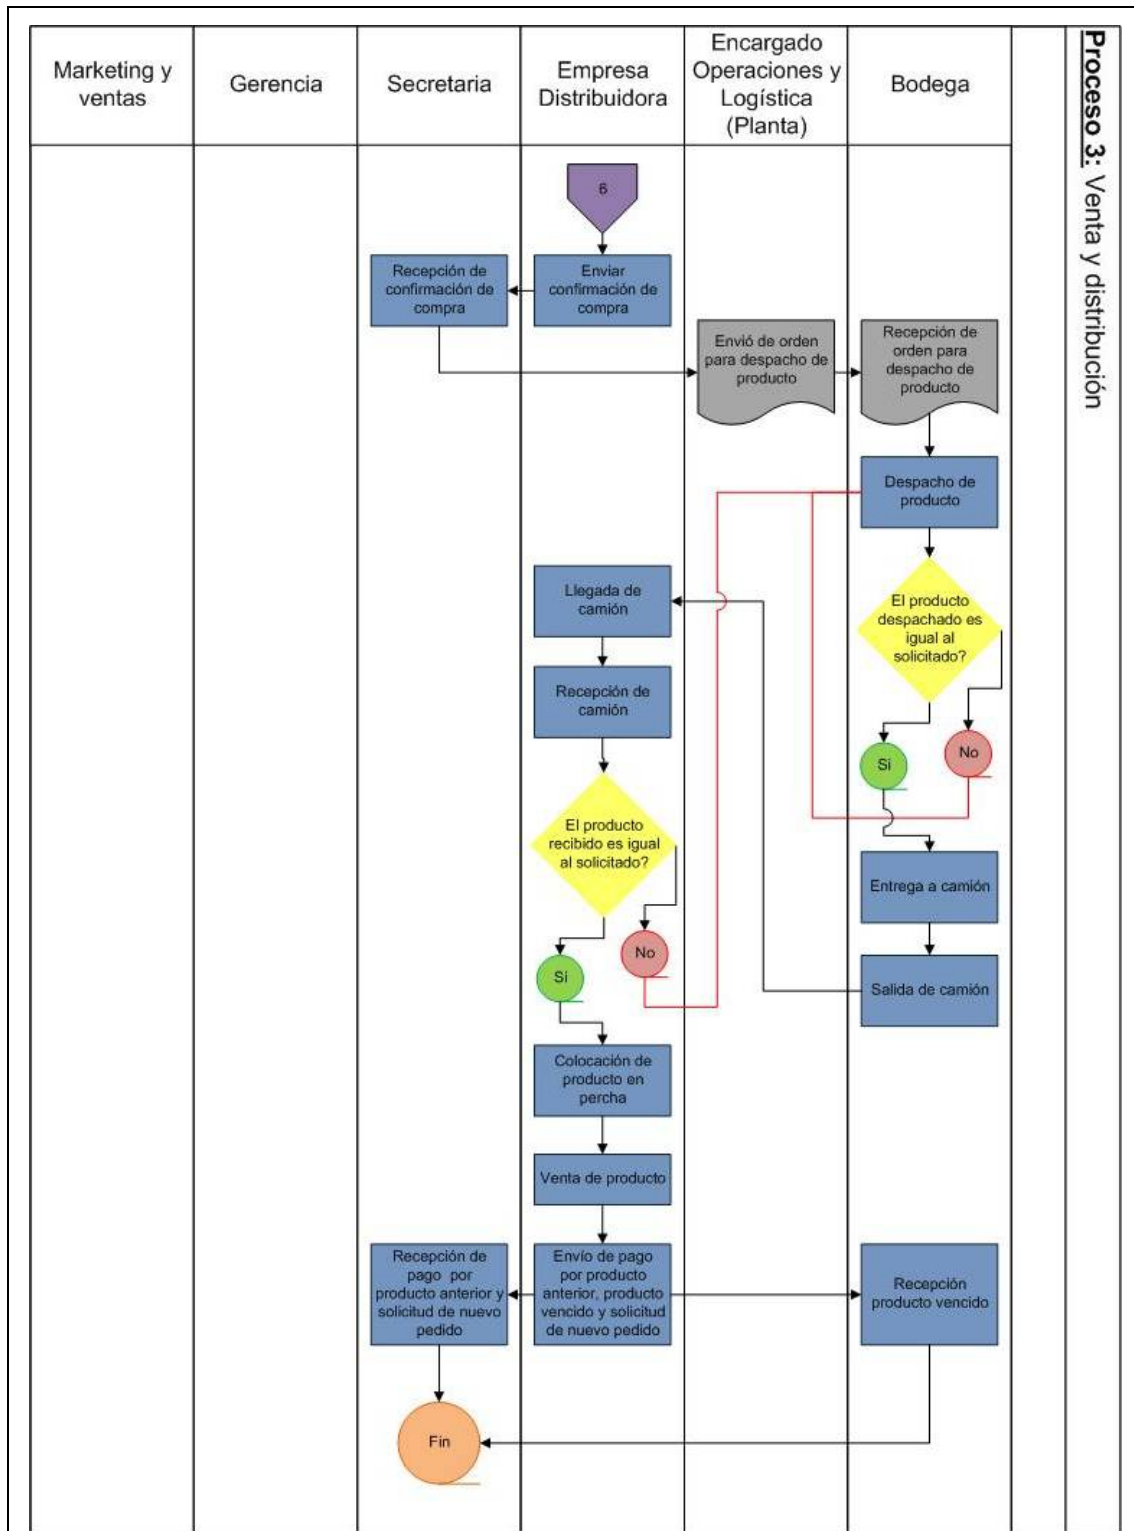 Proceso 3: Venta y distribución
Marketing y
ventas
Gerencia
Secretaria
Empresa
Distribuidora
Encargado
Operaciones y
Logística
(Planta)
Bodega
6
Enviar
confirmación de
compra
Recepción de
confirmación de
compra
Envió de orden
para despacho de
producto
Recepción de
orden para
despacho de
producto
Despacho de
producto
El producto
despachado es
igual al
solicitado?
Si
No
Entrega a camión
Salida de camión
Llegada de
camión
Recepción de
camión
El producto
recibido es igual
al solicitado?
Si
No
Colocación de
producto en
percha
Venta de producto
Envío de pago
por producto
anterior, producto
vencido y solicitud
de nuevo pedido
Recepción de
pago por
producto anterior y
solicitud de nuevo
pedido
Recepción
producto vencido
Fin